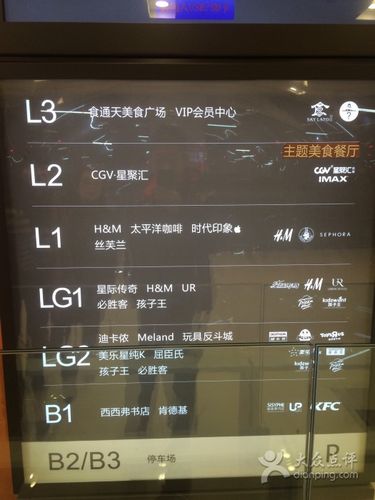 L3 食通天美食广场 VIP会员中心
主题美食餐厅
L2 CGV·星聚汇 CGV 星聚汇
IMAX
L1 H&M 太平洋咖啡 时代印象
丝芙兰 H&M SEPHORA
LG1 星际传奇 H&M UR H&M UR
必胜客 孩子王 kidswant
LG2 迪卡侬 Meland 玩具反斗城
美乐星纯K 屈臣氏
孩子王 必胜客
B1 西西弗书店 肯德基 SISYPHE UP KFC
B2/B3 停车场 P
大众点评
dianping.com